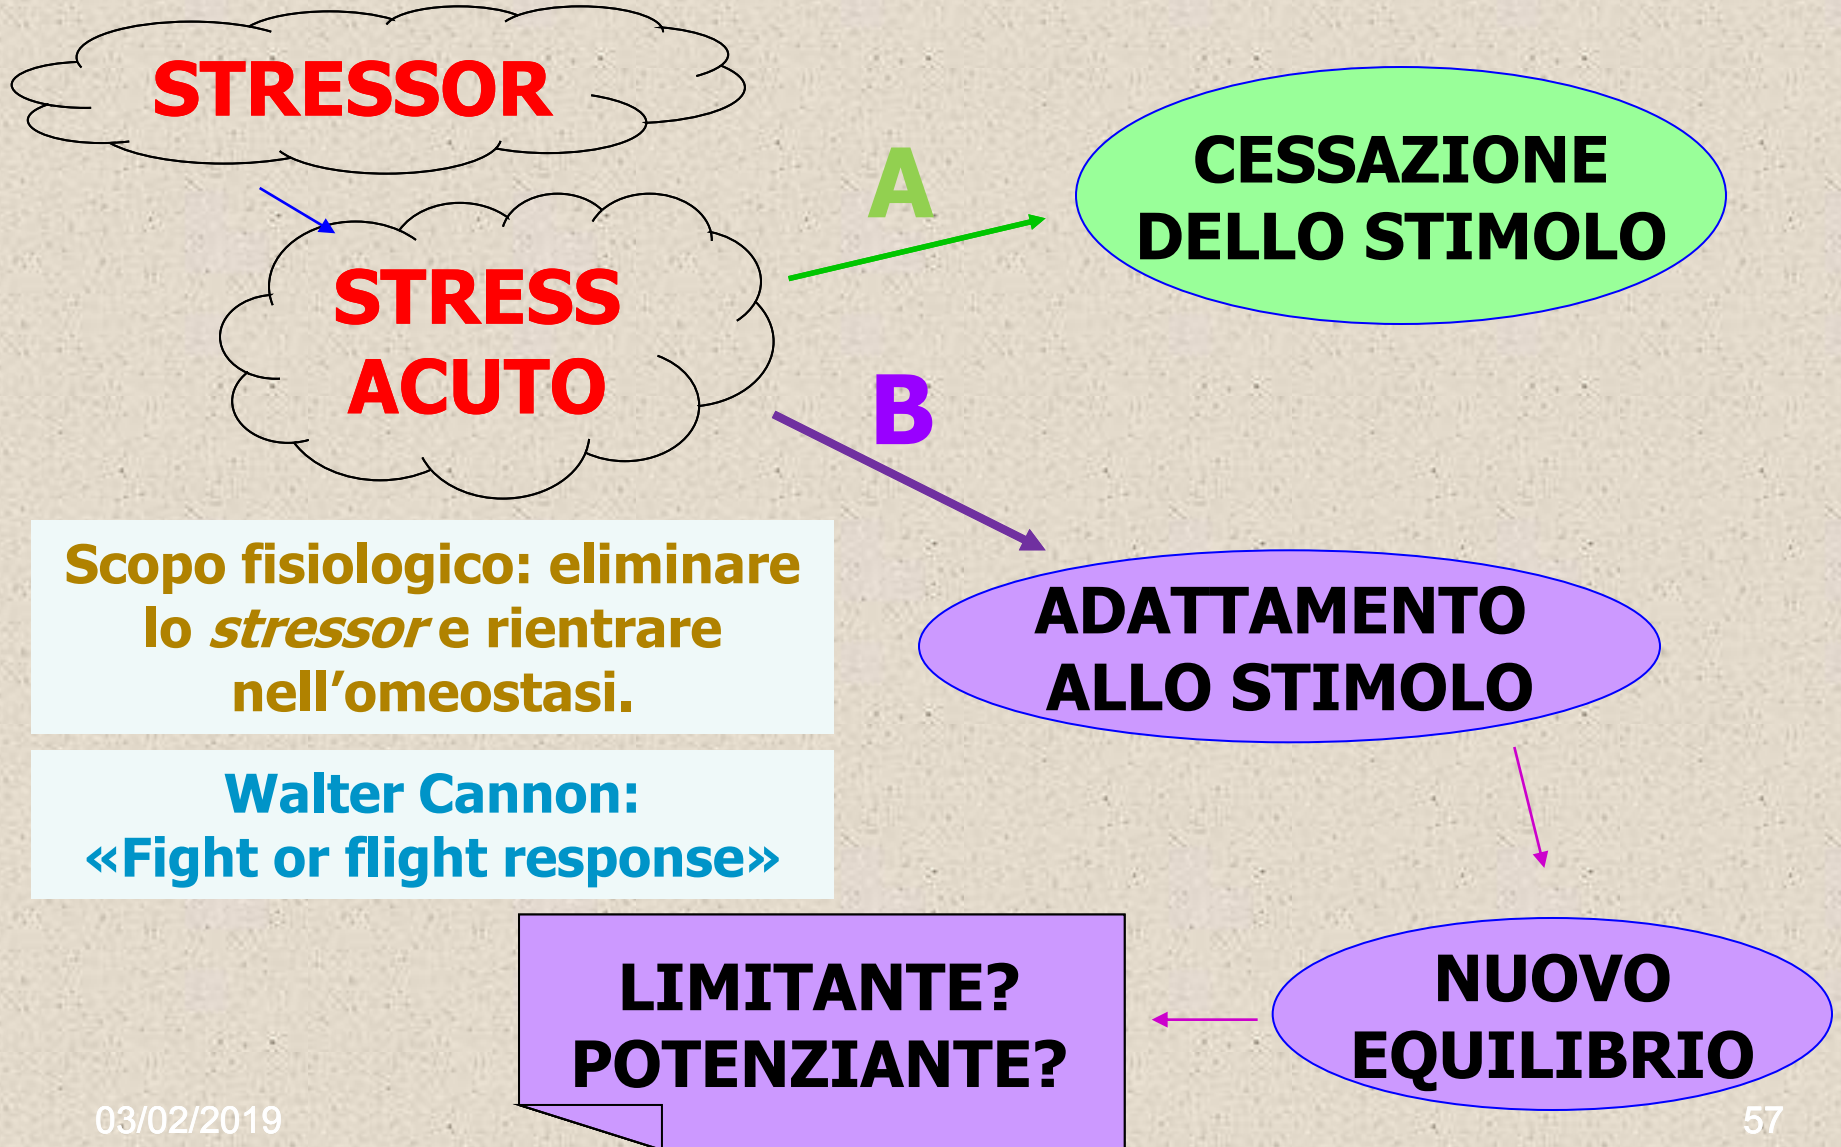 STRESSOR
STRESS
ACUTO
A
CESSAZIONE
DELLO STIMOLO
B
ADATTAMENTO
ALLO STIMOLO
Scopo fisiologico: eliminare
lo stressor e rientrare
nell’omeostasi.
Walter Cannon:
«Fight or flight response»
NUOVO
EQUILIBRIO
LIMITANTE?
POTENZIANTE?
03/02/2019
57